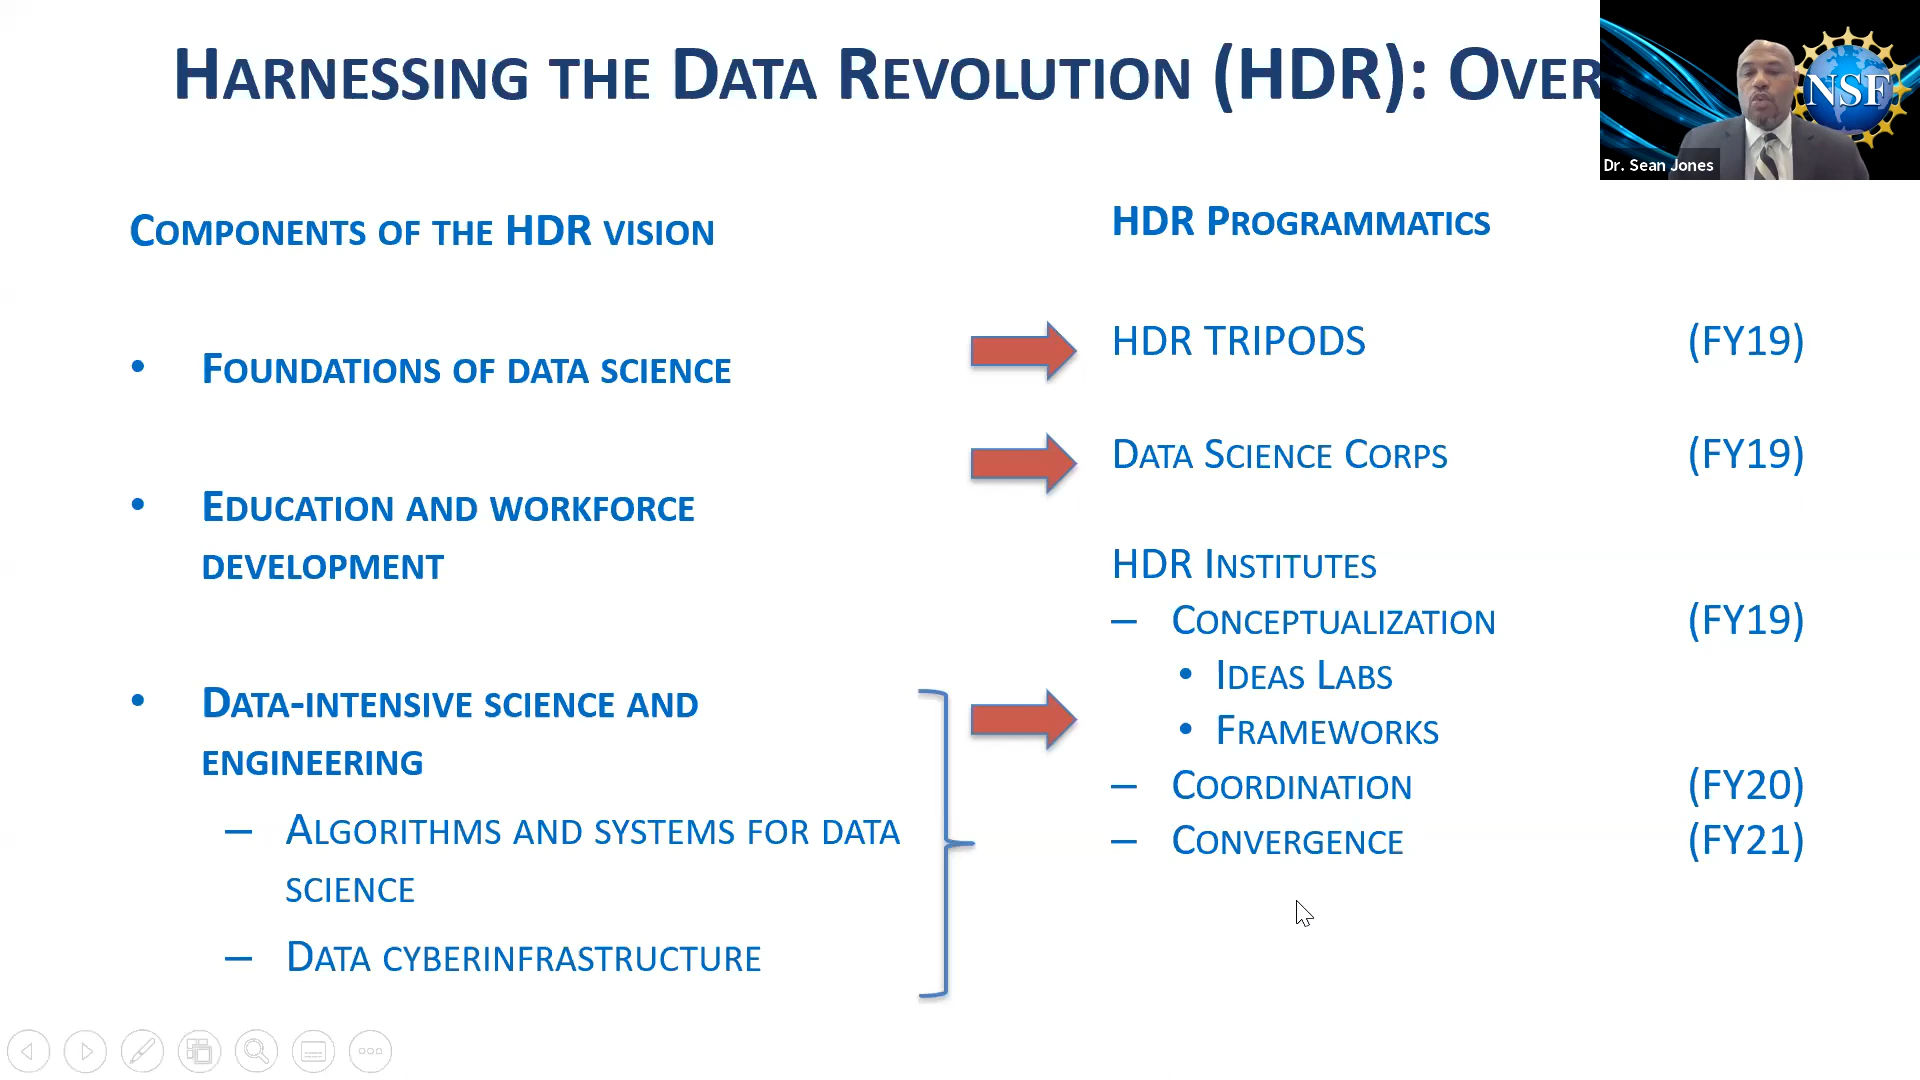 HARNESSING THE DATA REVOLUTION (HDR): OVER
NSF
Dr. Sean Jones
COMPONENTS OF THE HDR VISION
• FOUNDATIONS OF DATA SCIENCE
• EDUCATION AND WORKFORCE
DEVELOPMENT
• DATA-INTENSIVE SCIENCE AND
ENGINEERING
– ALGORITHMS AND SYSTEMS FOR DATA
SCIENCE
– DATA CYBERINFRASTRUCTURE
HDR PROGRAMMATICS
HDR TRIPODS (FY19)
DATA SCIENCE CORPS (FY19)
HDR INSTITUTES
– CONCEPTUALIZATION (FY19)
• IDEAS LABS
• FRAMEWORKS
– COORDINATION (FY20)
– CONVERGENCE (FY21)